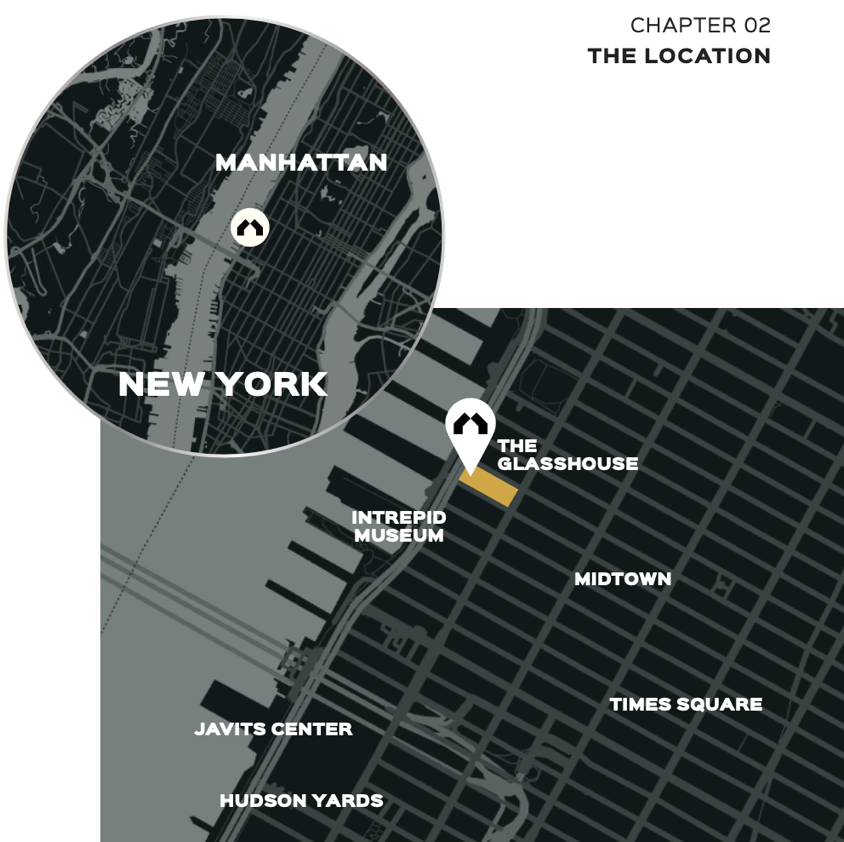 CHAPTER 02
THE LOCATION
MANHATTAN
NEW YORK
THE
GLASSHOUSE
INTREPID
MUSEUM
MIDTOWN
TIMES SQUARE
JAVITS CENTER
HUDSON YARDS